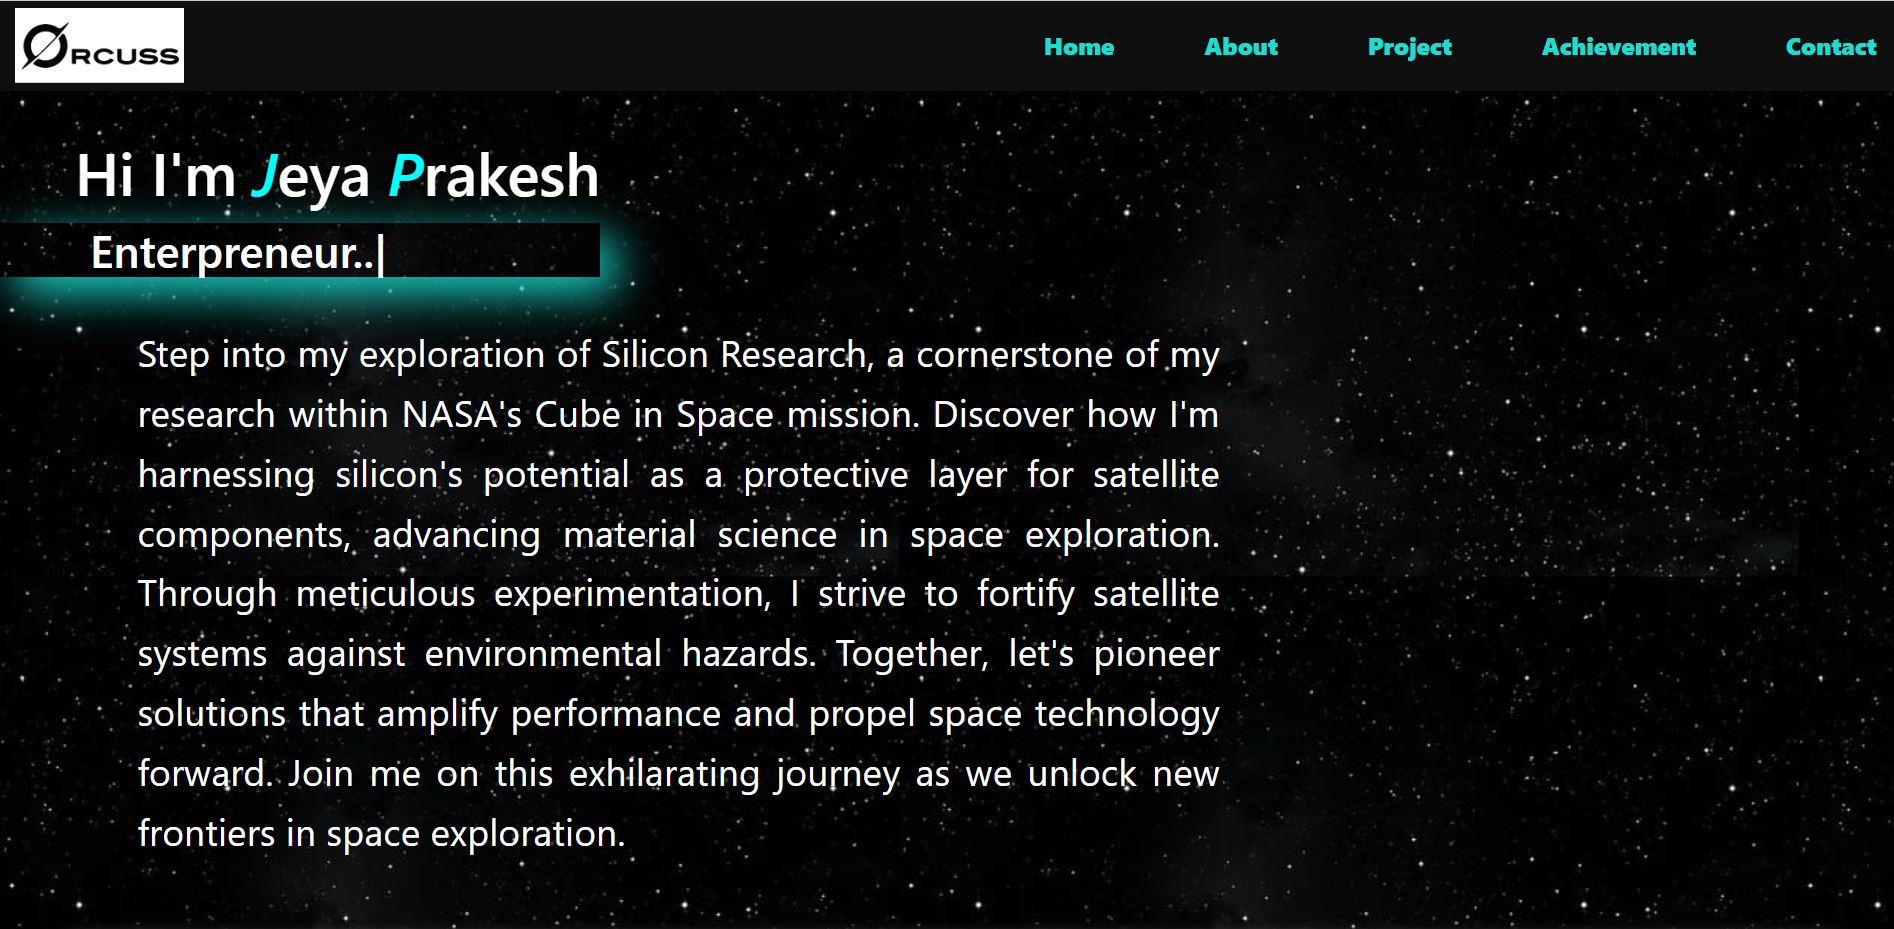 ØRCUSS
Home About Project Achievement Contact
Hi I'm Jeya Prakesh
Enterpreneur..|
Step into my exploration of Silicon Research, a cornerstone of my
research within NASA's Cube in Space mission. Discover how I'm
harnessing silicon's potential as a protective layer for satellite
components, advancing material science in space exploration.
Through meticulous experimentation, I strive to fortify satellite
systems against environmental hazards. Together, let's pioneer
solutions that amplify performance and propel space technology
forward. Join me on this exhilarating journey as we unlock new
frontiers in space exploration.